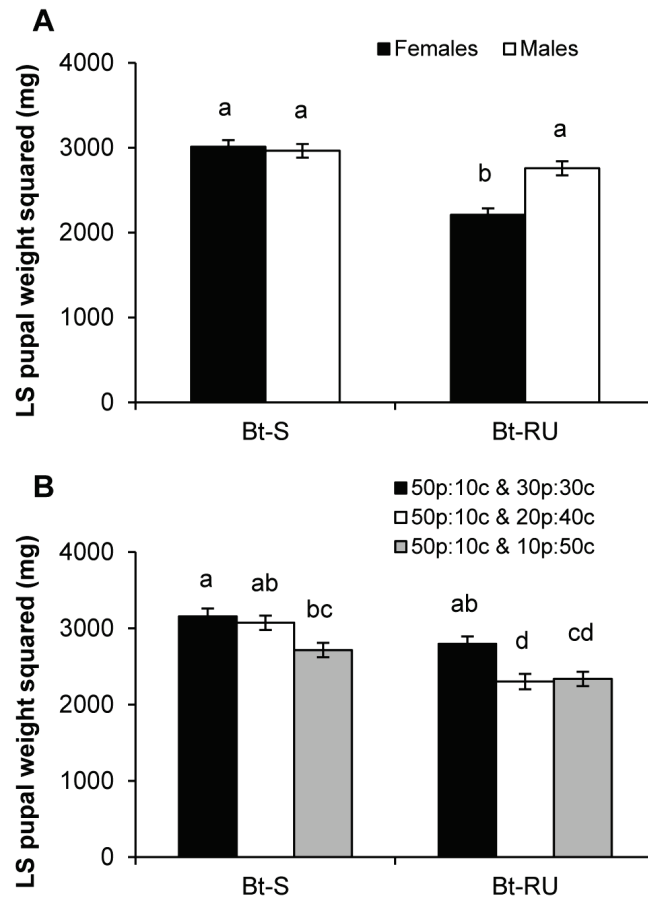 A
Females Males
LS pupal weight squared (mg)
4000
3000
2000
1000
0
a a b a
Bt-S Bt-RU
B
50p:10c & 30p:30c
50p:10c & 20p:40c
50p:10c & 10p:50c
LS pupal weight squared (mg)
4000
3000
2000
1000
0
a ab bc ab d cd
Bt-S Bt-RU